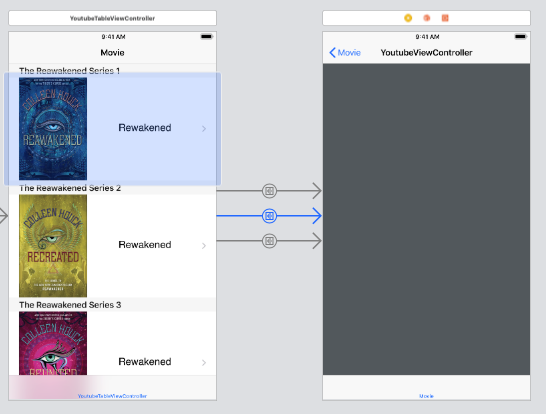 YoutubeTableViewController
9:41 AM
Movie
The Reawakened Series 1
COLLEEN HOUCK
REAWAKENED
Rewakened
The Reawakened Series 2
COLLEEN HOUCK
RECREATED
Rewakened
The Reawakened Series 3
COLLEEN HOUCK
REUNITED
Rewakened
YoutubeTableViewController
9:41 AM
Movie
YoutubeViewController
Movie